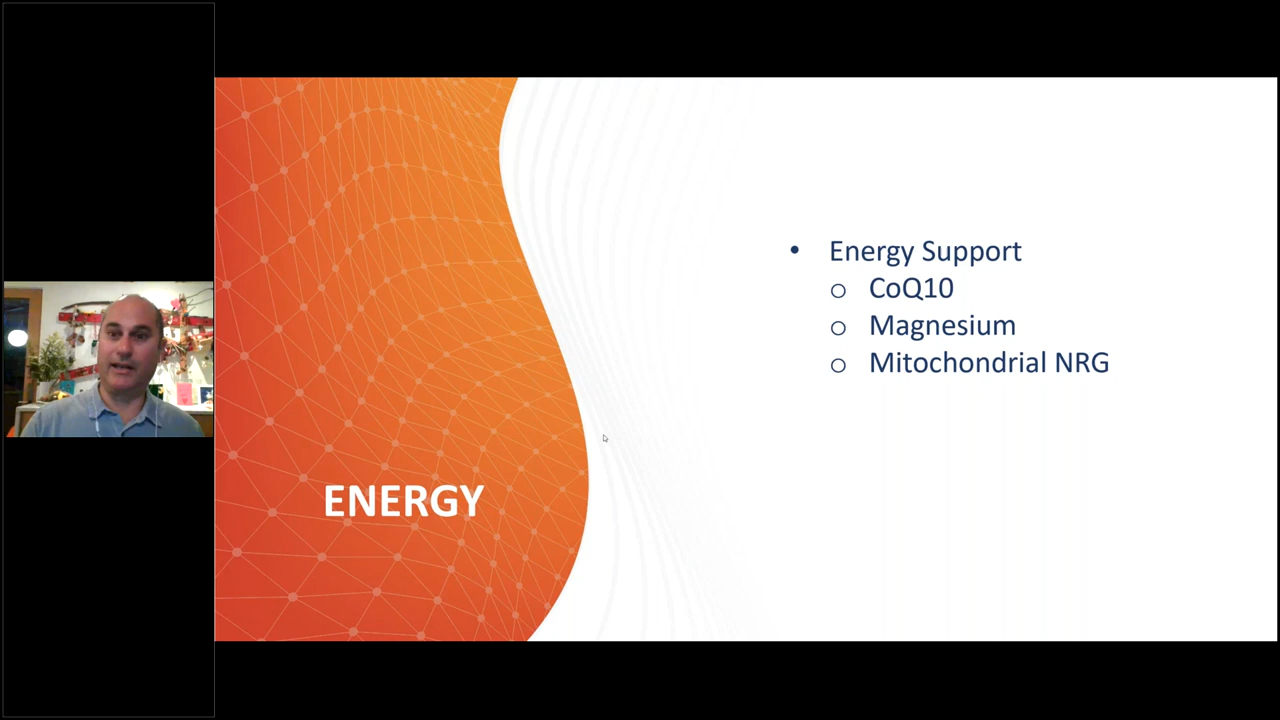 ENERGY
• Energy Support
o CoQ10
o Magnesium
o Mitochondrial NRG